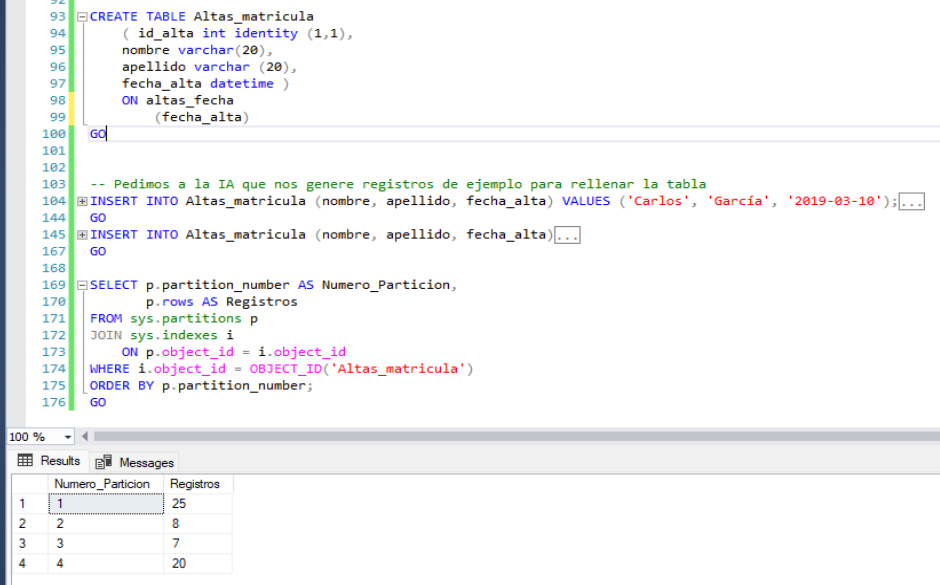 92
93 CREATE TABLE Altas_matricula
94 ( id_alta int identity (1,1),
95 nombre varchar(20),
96 apellido varchar (20),
97 fecha_alta datetime )
98 ON altas_fecha
99 (fecha_alta)
100 GO
101
102
103 -- Pedimos a la IA que nos genere registros de ejemplo para rellenar la tabla
104 INSERT INTO Altas_matricula (nombre, apellido, fecha_alta) VALUES ('Carlos', 'García', '2019-03-10');...
144 GO
145 INSERT INTO Altas_matricula (nombre, apellido, fecha_alta)...
167 GO
168
169 SELECT p.partition_number AS Numero_Particion,
170 p.rows AS Registros
171 FROM sys.partitions p
172 JOIN sys.indexes i
173 ON p.object_id = i.object_id
174 WHERE i.object_id = OBJECT_ID('Altas_matricula')
175 ORDER BY p.partition_number;
176 GO
100 %
Results Messages
Numero_Particion Registros
1 1 25
2 2 8
3 3 7
4 4 20